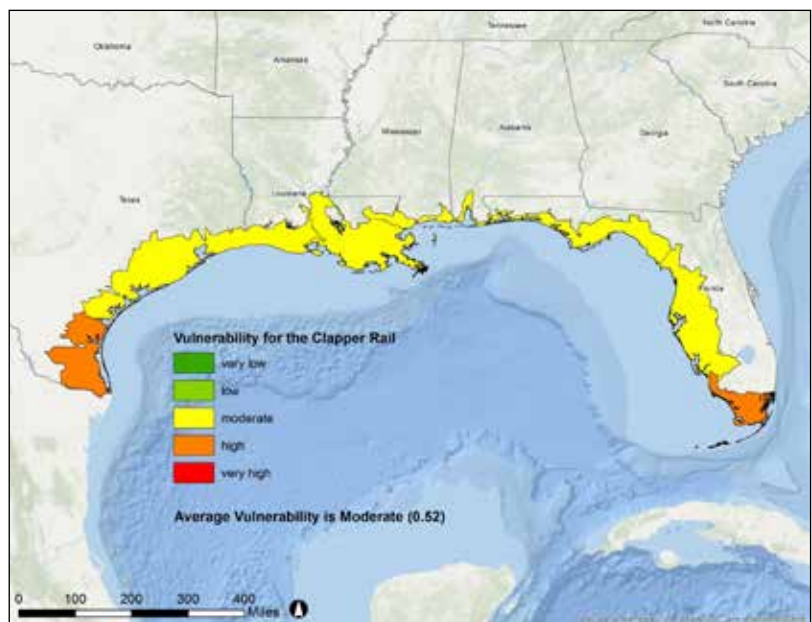 North Carolina
Tennessee
Oklahoma
Arkansas
South Carolina
Mississippi
Alabama
Georgia
Louisiana
Texas
Florida
Vulnerability for the Clapper Rail
very low
low
moderate
high
very high
Average Vulnerability is Moderate (0.52)
0 100 200 300 400
Miles